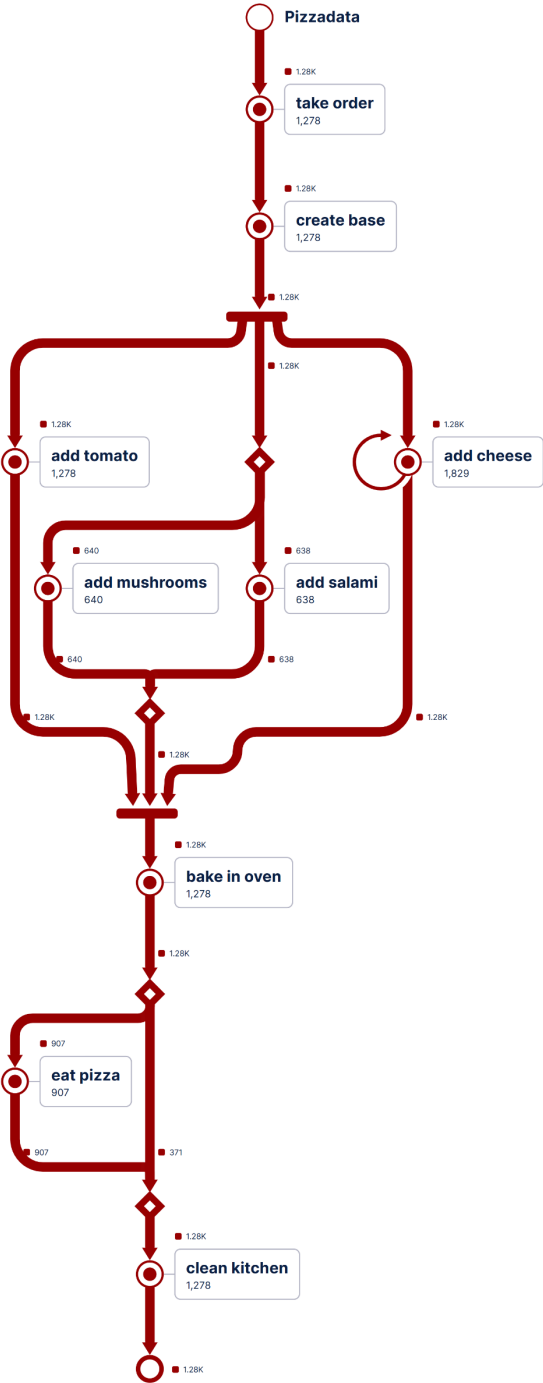 Pizzadata
1.28K
take order
1,278
1.28K
create base
1,278
1.28K
1.28K
1.28K
add tomato
1,278
1.28K
add cheese
1,829
640
add mushrooms
640
638
add salami
638
640
638
1.28K
1.28K
1.28K
1.28K
bake in oven
1,278
1.28K
907
eat pizza
907
907
371
1.28K
clean kitchen
1,278
1.28K